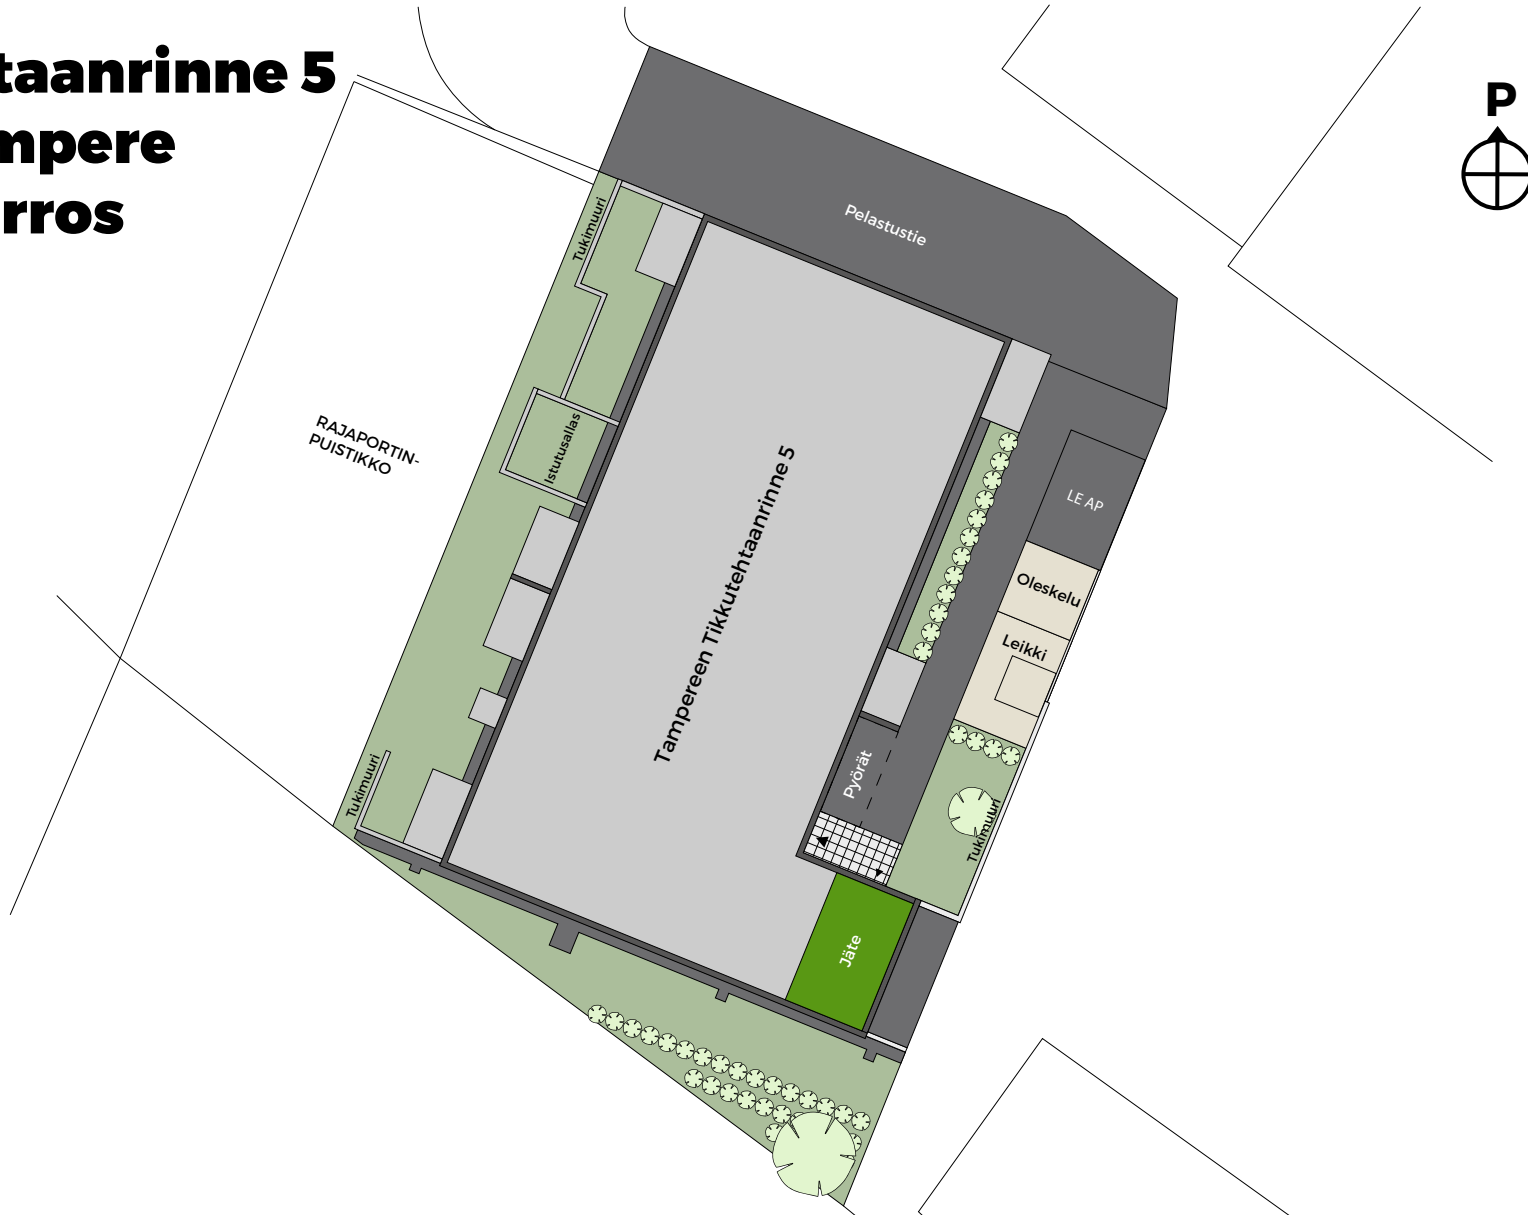 taanrinne 5
mpere
rros
P
Pelastustie
Tukimuuri
RAJAPORTIN-
PUISTIKKO
Istutusallas
Tampereen Tikkutehtaanrinne 5
LE AP
Oleskelu
Leikki
Pyörät
Tukimuuri
Tukimuuri
Jäte